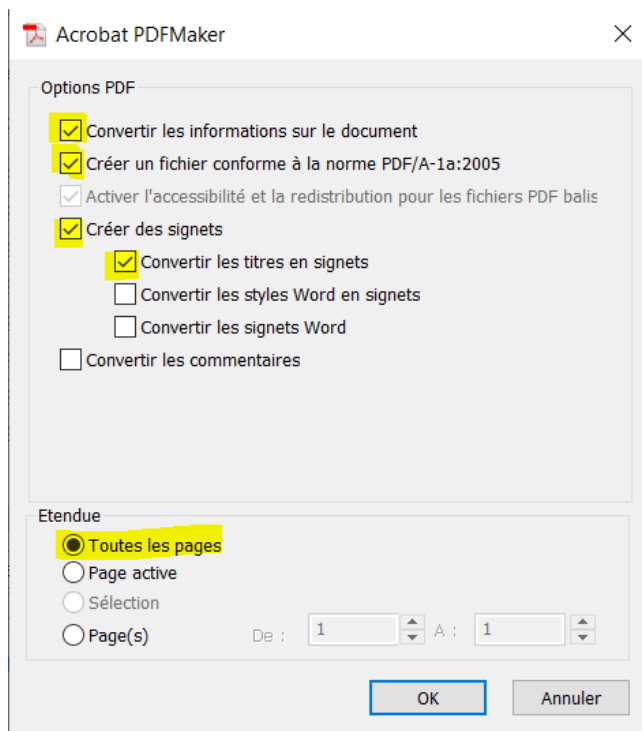 Acrobat PDFMaker
Options PDF
Convertir les informations sur le document
Créer un fichier conforme à la norme PDF/A-1a:2005
Activer l'accessibilité et la redistribution pour les fichiers PDF balis
Créer des signets
Convertir les titres en signets
Convertir les styles Word en signets
Convertir les signets Word
Convertir les commentaires
Etendue
Toutes les pages
Page active
Sélection
Page(s) De : 1 A : 1
OK Annuler